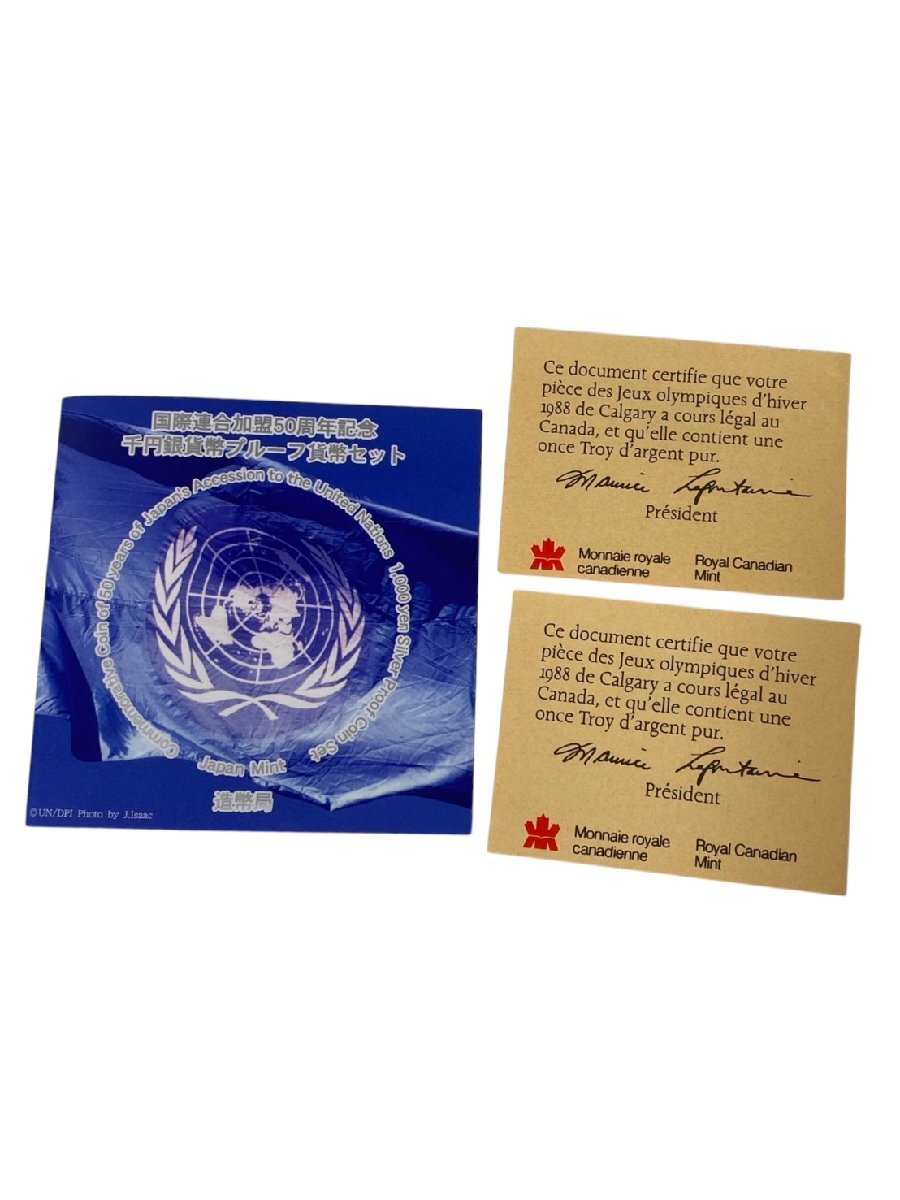 国際連合加盟50周年記念
千円銀貨幣プルーフ貨幣セット
Commemorative Coin of 50 years of Japan's Accession to the United Nations 1,000 yen Silver Proof Coin Set
Japan Mint
造幣局
©UN/DPI Photo by J.Isaac
Ce document certifie que votre
pièce des Jeux olympiques d'hiver
1988 de Calgary a cours légal au
Canada, et qu'elle contient une
once Troy d'argent pur.
Maurice Lafontaine
Président
Monnaie royale
canadienne
Royal Canadian
Mint
Ce document certifie que votre
pièce des Jeux olympiques d'hiver
1988 de Calgary a cours légal au
Canada, et qu'elle contient une
once Troy d'argent pur.
Maurice Lafontaine
Président
Monnaie royale
canadienne
Royal Canadian
Mint